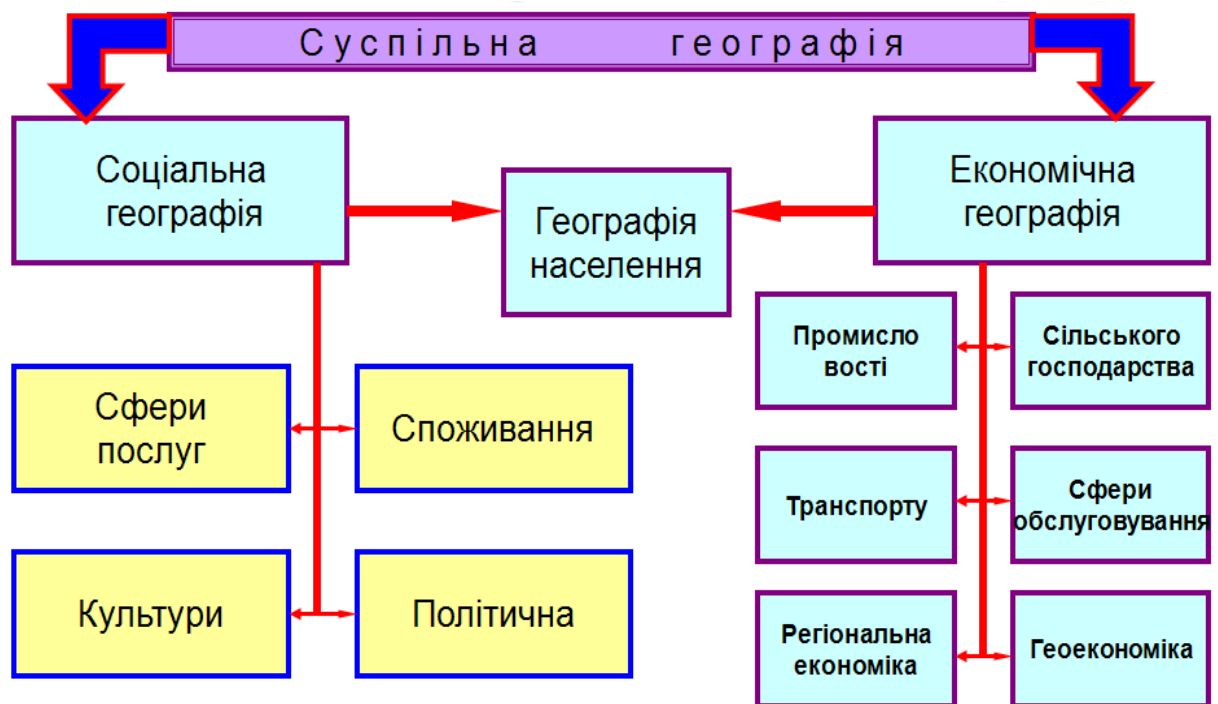 Суспільна географія
Соціальна
географія
Географія
населення
Економічна
географія
Сфери
послуг
Споживання
Культури
Політична
Промисло
вості
Сільського
господарства
Транспорту
Сфери
обслуговування
Регіональна
економіка
Геоекономіка